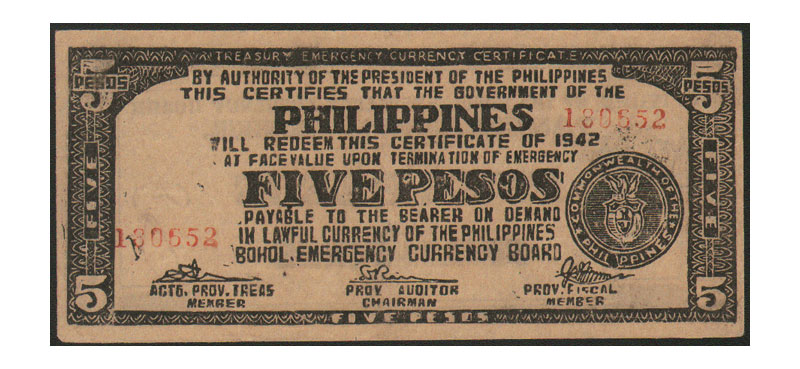 TREASURY EMERGENCY CURRENCY CERTIFICATE
5 PESOS
5 PESOS
BY AUTHORITY OF THE PRESIDENT OF THE PHILIPPINES
THIS CERTIFIES THAT THE GOVERNMENT OF THE
PHILIPPINES
180652
WILL REDEEM THIS CERTIFICATE OF 1942
AT FACE VALUE UPON TERMINATION OF EMERGENCY
FIVE PESOS
PAYABLE TO THE BEARER ON DEMAND
IN LAWFUL CURRENCY OF THE PHILIPPINES
BOHOL EMERGENCY CURRENCY BOARD
180652
FIVE
FIVE
COMMONWEALTH OF THE
PHILIPPINES
ACTG. PROV. TREAS
MEMBER
PROV. AUDITOR
CHAIRMAN
PROV. FISCAL
MEMBER
5
5
FIVE PESOS